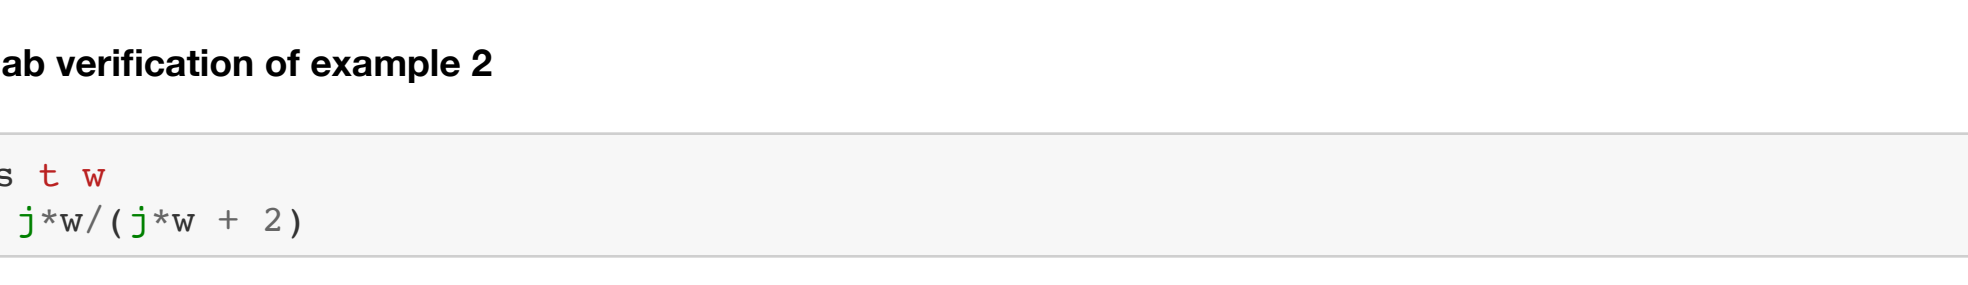 ab verification of example 2
s t w
j*w/(j*w + 2)